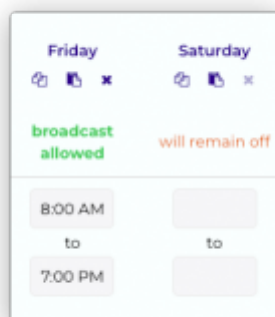 Friday Saturday
broadcast
allowed
will remain off
8:00 AM
to to
7:00 PM